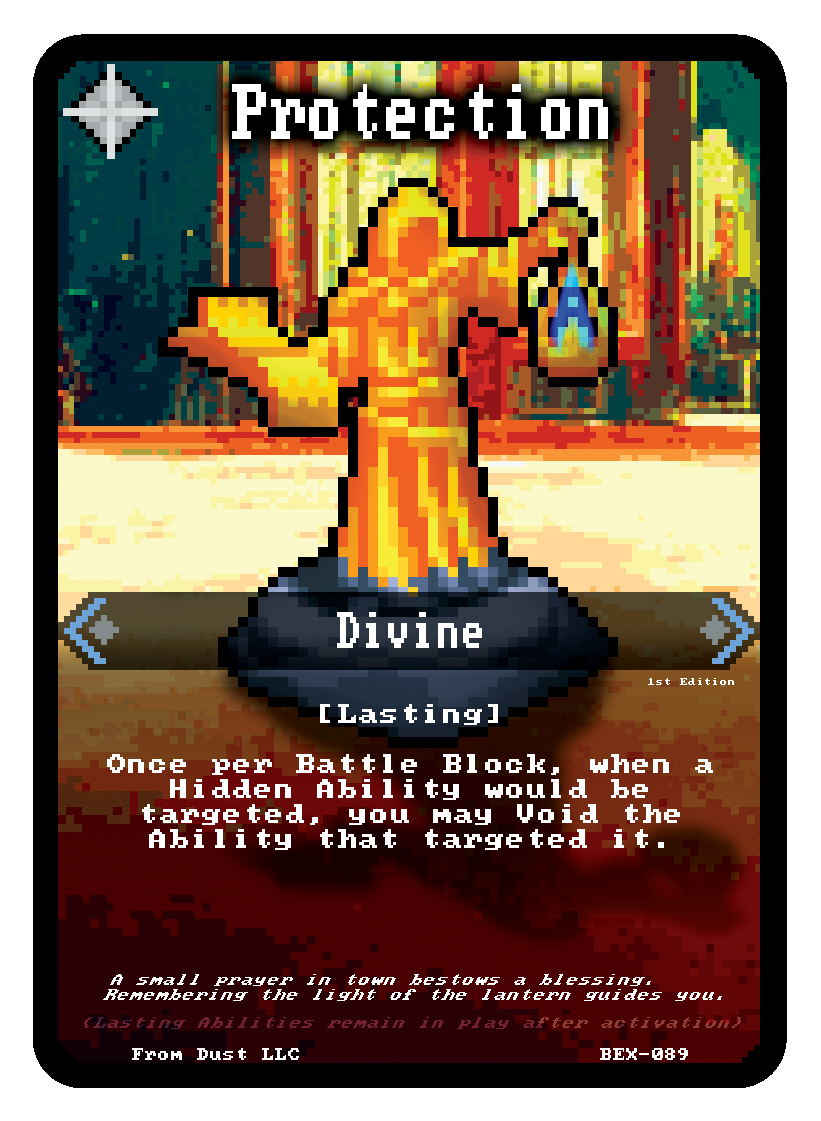 Protection
Divine
1st Edition
[Lasting]
Once per Battle Block, when a
Hidden Ability would be
targeted, you may Void the
Ability that targeted it.
A small prayer in town bestows a blessing.
Remembering the light of the lantern guides you.
(Lasting Abilities remain in play after activation)
From Dust LLC
BEX-089